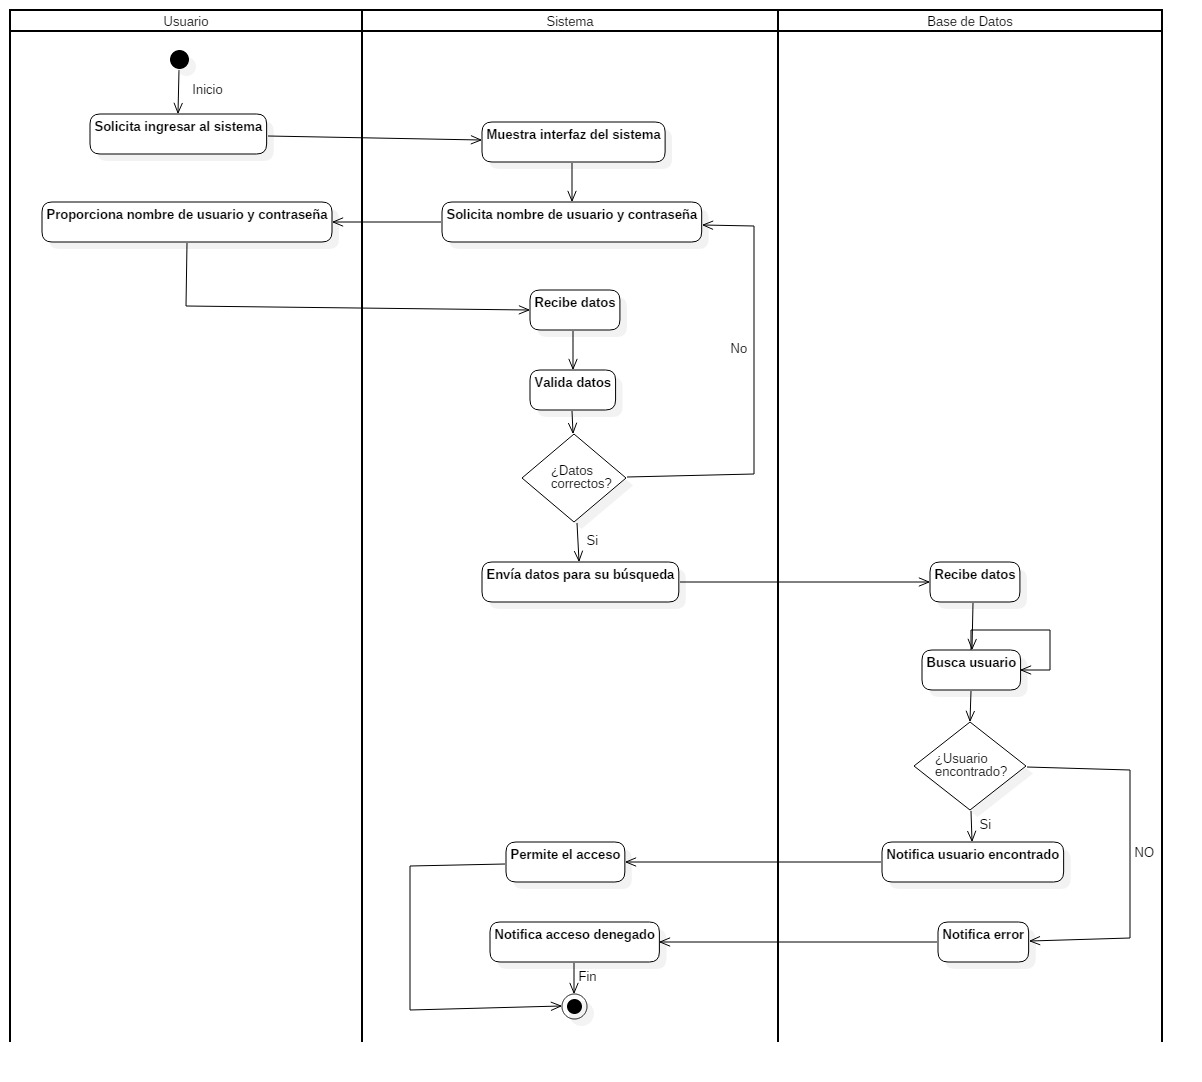 Usuario
Sistema
Base de Datos
Inicio
Solicita ingresar al sistema
Muestra interfaz del sistema
Proporciona nombre de usuario y contraseña
Solicita nombre de usuario y contraseña
Recibe datos
No
Valida datos
¿Datos
correctos?
Si
Envía datos para su búsqueda
Recibe datos
Busca usuario
¿Usuario
encontrado?
Si
Permite el acceso
Notifica usuario encontrado
NO
Notifica acceso denegado
Notifica error
Fin